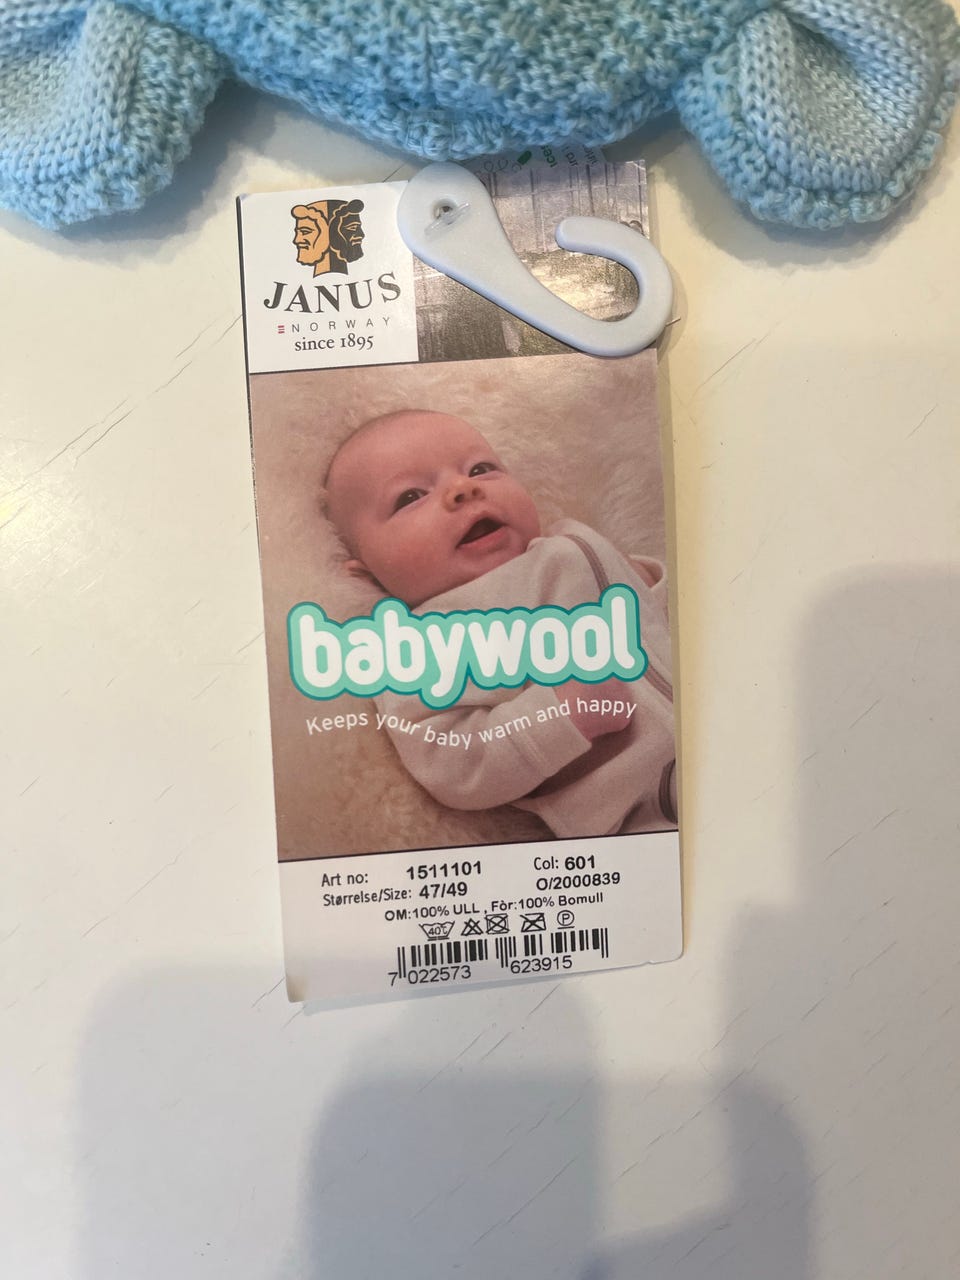 JANUS
NORWAY
since 1895
babywool
Keeps your baby warm and happy
Art no: 1511101 Col: 601
Størrelse/Size: 47/49 O/2000839
OM:100% ULL , Fòr:100% Bomull
40°C P
7 022573 623915